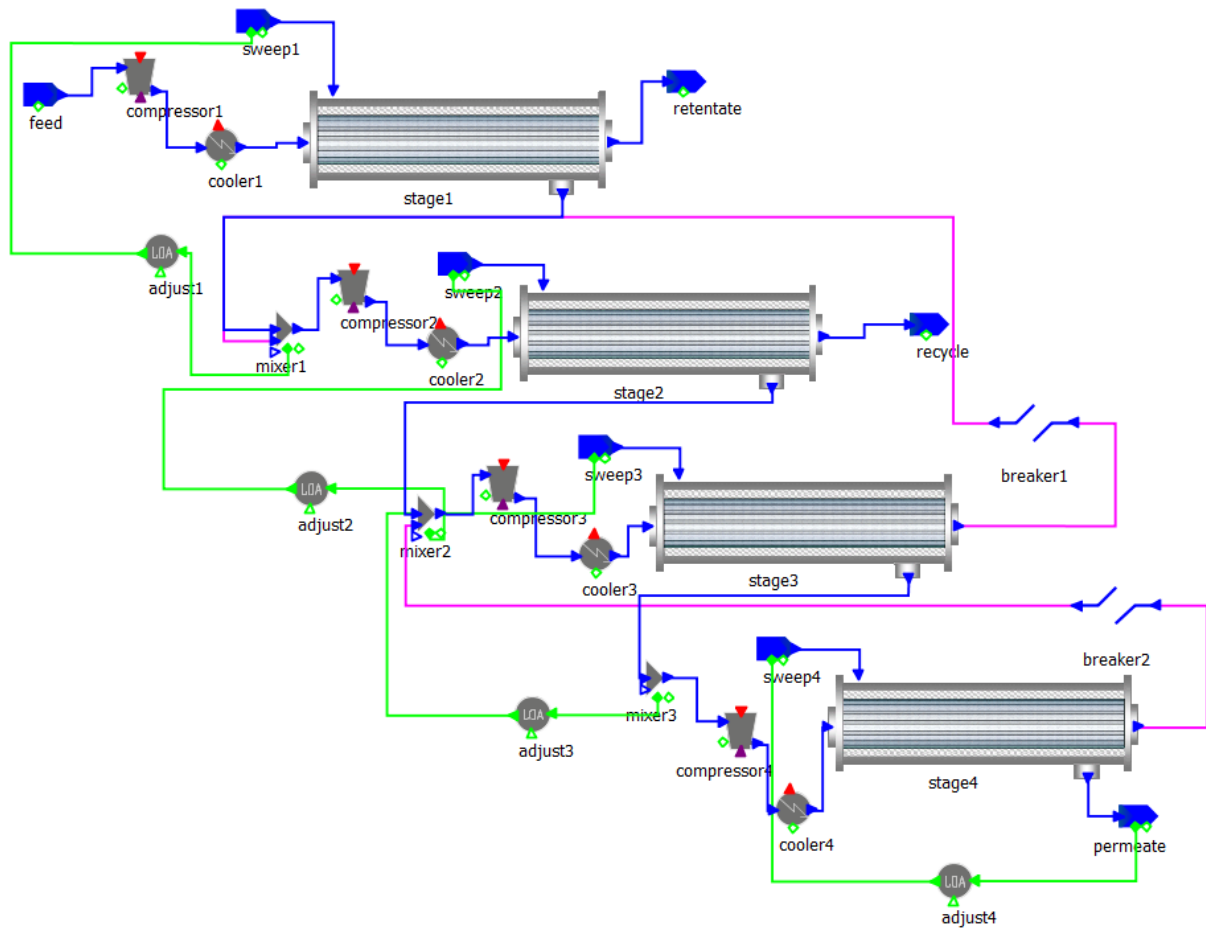 sweep1
feed
compressor1
retentate
cooler1
stage1
adjust1
sweep2
compressor2
mixer1
cooler2
recycle
stage2
sweep3
breaker1
adjust2
compressor3
mixer2
cooler3
stage3
breaker2
sweep4
mixer3
adjust3
compressor4
stage4
cooler4
permeate
adjust4